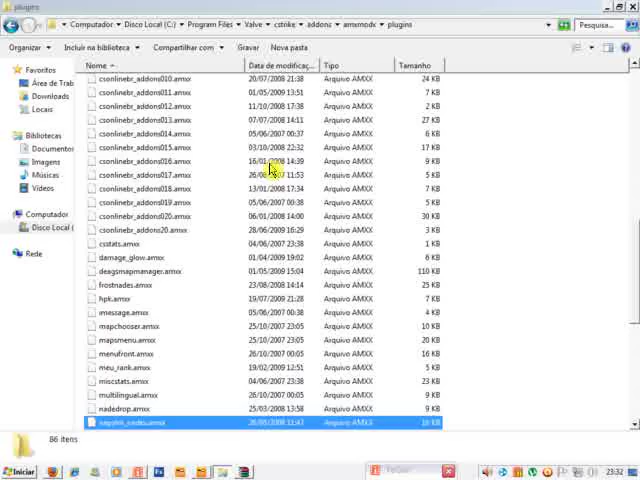 plugins
Computador ▸ Disco Local (C:) ▸ Program Files ▸ Valve ▸ cstrike ▸ addons ▸ amxmodx ▸ plugins
Pesquisa...
Organizar Incluir na biblioteca Compartilhar com Gravar Nova pasta
Nome Data de modificaç... Tipo Tamanho
Favoritos
Área de Trab
Downloads
Locais
Bibliotecas
Documentos
Imagens
Músicas
Vídeos
Computador
Disco Local (
Rede
csonlinebr_addons010.amxx 20/07/2008 21:38 Arquivo AMXX 24 KB
csonlinebr_addons011.amxx 01/05/2009 13:51 Arquivo AMXX 7 KB
csonlinebr_addons012.amxx 11/10/2008 17:38 Arquivo AMXX 2 KB
csonlinebr_addons013.amxx 07/07/2008 14:11 Arquivo AMXX 27 KB
csonlinebr_addons014.amxx 05/06/2007 00:37 Arquivo AMXX 6 KB
csonlinebr_addons015.amxx 03/10/2008 22:32 Arquivo AMXX 17 KB
csonlinebr_addons016.amxx 16/01/2008 14:39 Arquivo AMXX 9 KB
csonlinebr_addons017.amxx 11:53 Arquivo AMXX 5 KB
csonlinebr_addons018.amxx 13/01/2008 17:34 Arquivo AMXX 7 KB
csonlinebr_addons019.amxx 05/06/2007 00:38 Arquivo AMXX 5 KB
csonlinebr_addons020.amxx 06/01/2008 14:00 Arquivo AMXX 30 KB
csonlinebr_addons20.amxx 28/06/2009 16:29 Arquivo AMXX 3 KB
csstats.amxx 04/06/2007 23:38 Arquivo AMXX 1 KB
damage_glow.amxx 01/04/2009 19:02 Arquivo AMXX 6 KB
deagsmapmanager.amxx 01/05/2009 15:04 Arquivo AMXX 110 KB
frostnades.amxx 23/08/2008 14:14 Arquivo AMXX 25 KB
hpk.amxx 19/07/2009 21:28 Arquivo AMXX 7 KB
imessage.amxx 05/06/2007 00:38 Arquivo AMXX 4 KB
mapchooser.amxx 25/10/2007 23:05 Arquivo AMXX 10 KB
mapsmenu.amxx 25/10/2007 23:05 Arquivo AMXX 20 KB
menufront.amxx 26/10/2007 00:05 Arquivo AMXX 16 KB
meu_rank.amxx 19/02/2009 12:51 Arquivo AMXX 5 KB
miscstats.amxx 04/06/2007 23:38 Arquivo AMXX 23 KB
multilingual.amxx 26/10/2007 00:05 Arquivo AMXX 9 KB
nadedrop.amxx 25/03/2008 13:58 Arquivo AMXX 9 KB
11:47 Arquivo AMXX 10 KB
86 itens
Iniciar
23:32